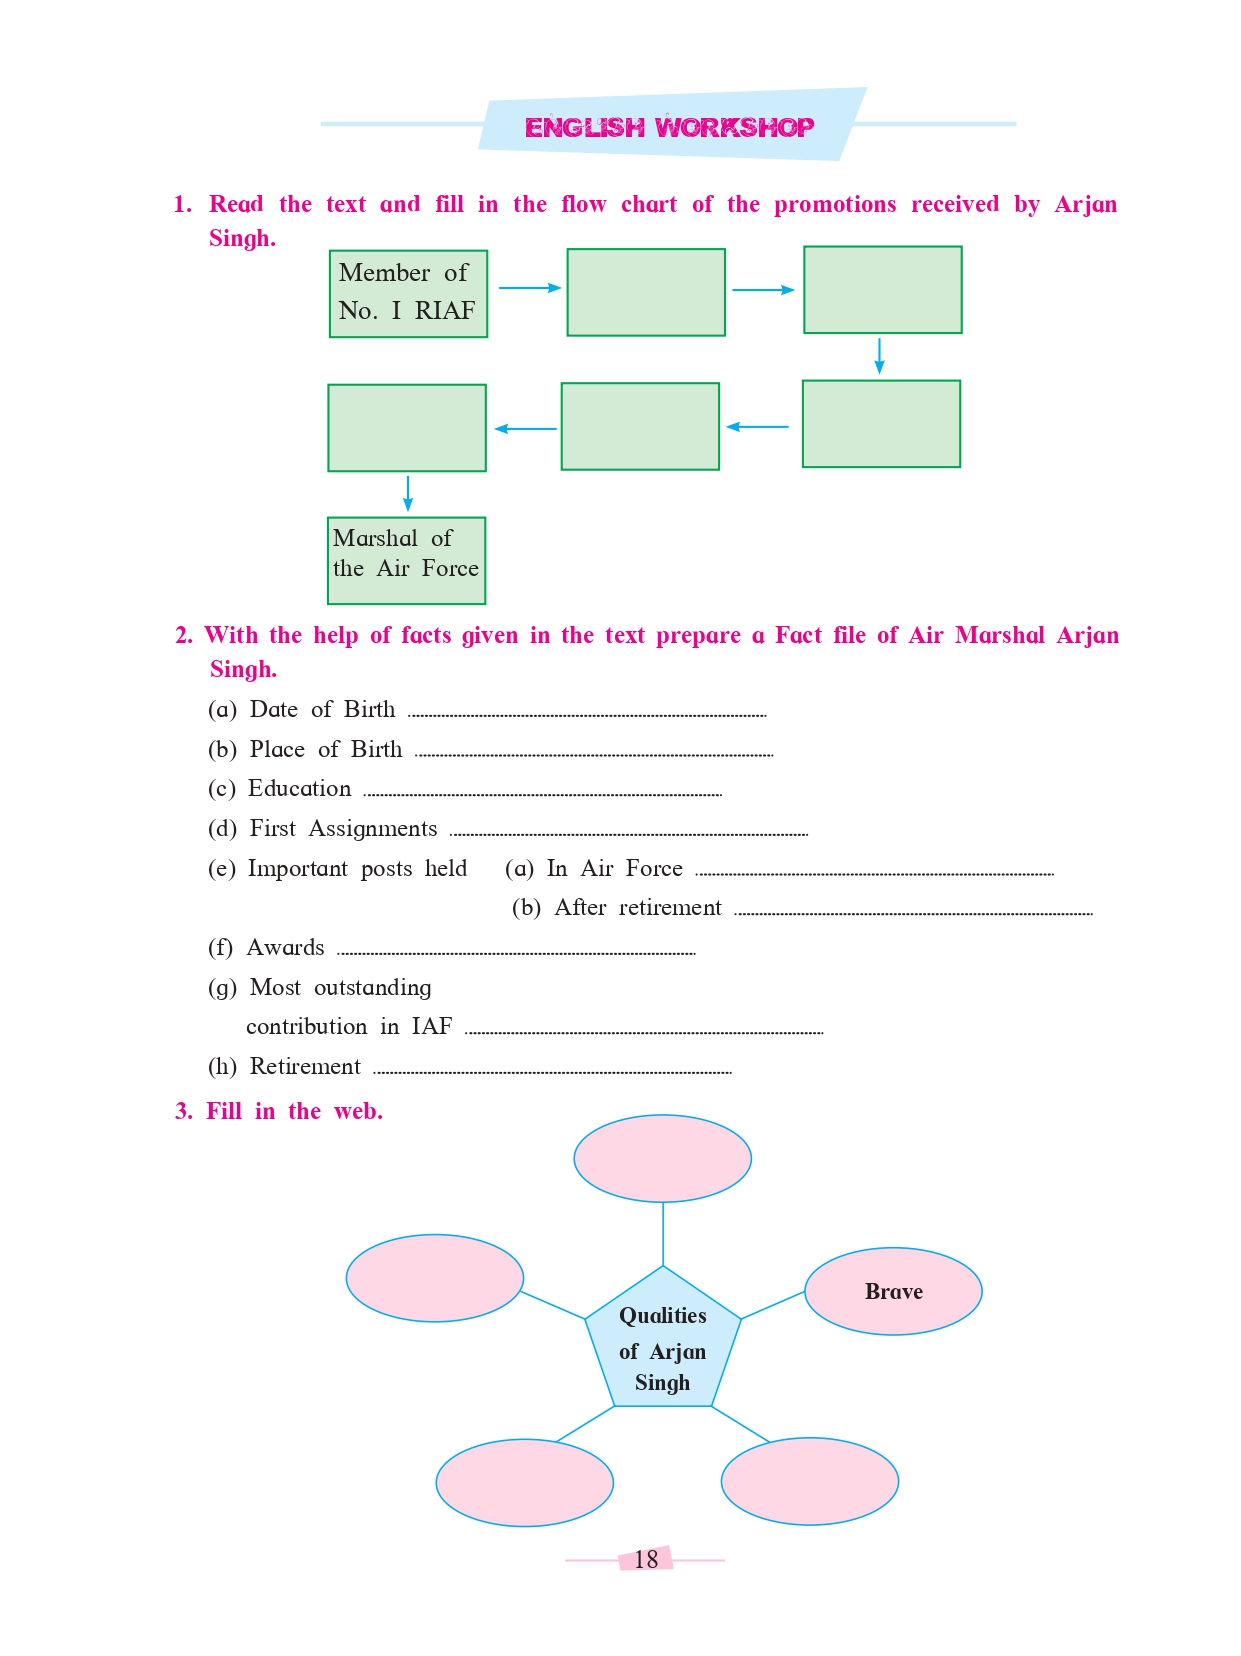 ENGLISH WORKSHOP
1. Read the text and fill in the flow chart of the promotions received by Arjan
Singh.
Member of
No. I RIAF
Marshal of
the Air Force
2. With the help of facts given in the text prepare a Fact file of Air Marshal Arjan
Singh.
(a) Date of Birth ....................
(b) Place of Birth ....................
(c) Education ....................
(d) First Assignments ....................
(e) Important posts held (a) In Air Force ....................
(b) After retirement ....................
(f) Awards ....................
(g) Most outstanding
contribution in IAF ....................
(h) Retirement ....................
3. Fill in the web.
Brave
Qualities
of Arjan
Singh
18